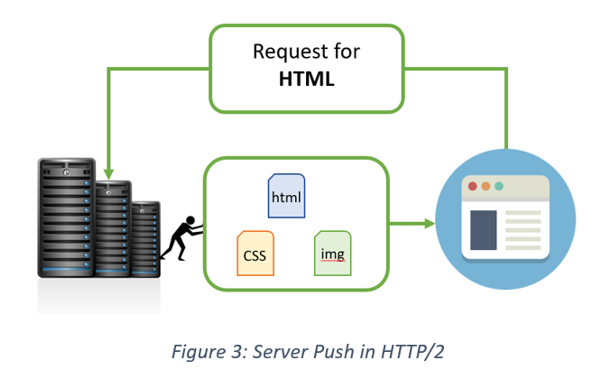 Request for
HTML
html
CSS
img
Figure 3: Server Push in HTTP/2